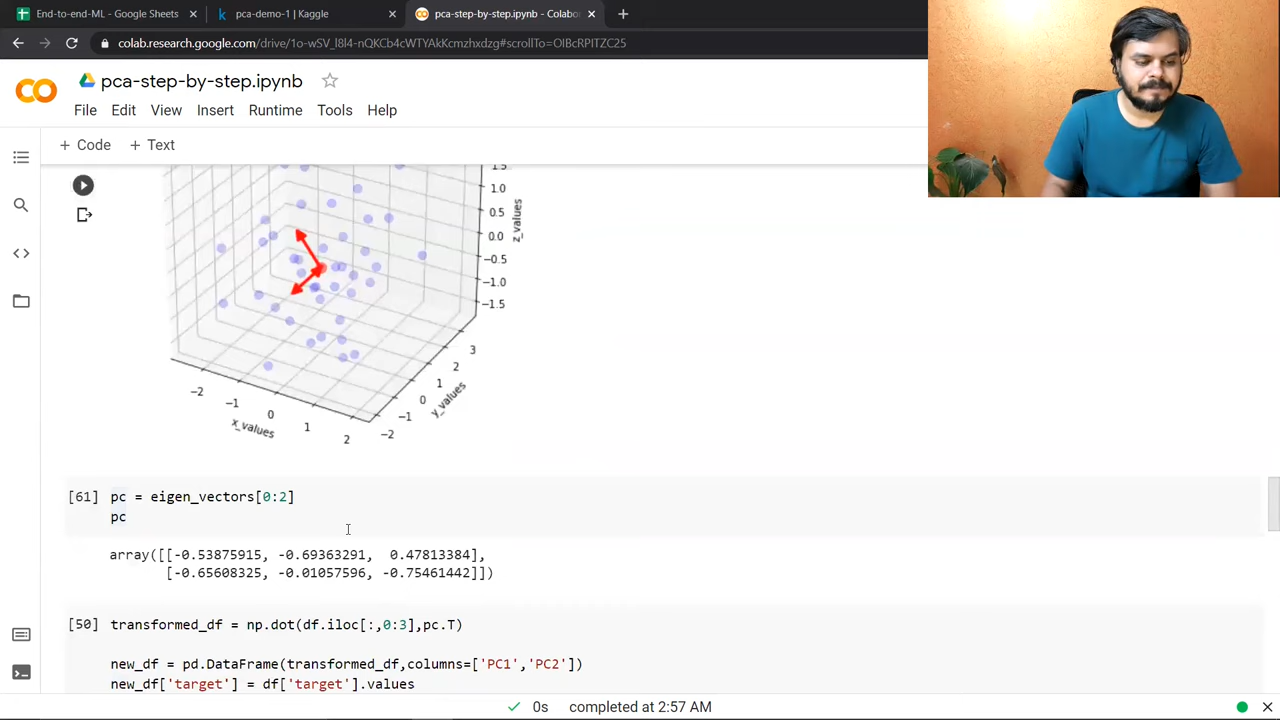 End-to-end-ML - Google Sheets
pca-demo-1 | Kaggle
pca-step-by-step.ipynb - Colabo
colab.research.google.com/drive/1o-wSV_l8l4-nQKCb4cWTYAkKcmzhxdzg#scrollTo=OIBcRPITZC25
pca-step-by-step.ipynb
File Edit View Insert Runtime Tools Help
+ Code + Text
1.5
1.0
0.5
0.0
-0.5
-1.0
-1.5
z_values
3
2
1
0
-1
-2
y_values
-2
-1
0
1
2
x_values
[61] pc = eigen_vectors[0:2]
pc
array([[-0.53875915, -0.69363291, 0.47813384],
[-0.65608325, -0.01057596, -0.75461442]])
[50] transformed_df = np.dot(df.iloc[:,0:3],pc.T)
new_df = pd.DataFrame(transformed_df,columns=['PC1','PC2'])
new_df['target'] = df['target'].values
0s completed at 2:57 AM